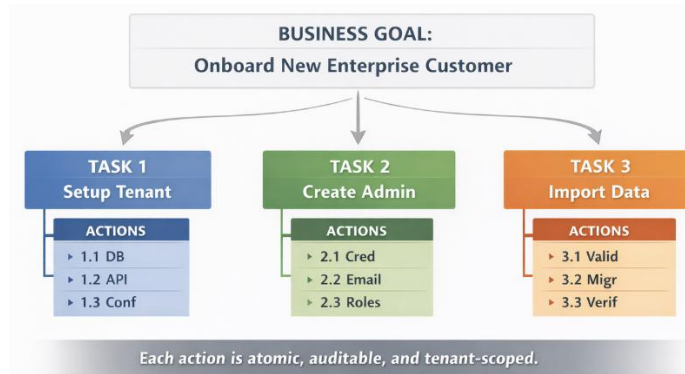 BUSINESS GOAL:
Onboard New Enterprise Customer
TASK 1
Setup Tenant
ACTIONS
1.1 DB
1.2 API
1.3 Conf
TASK 2
Create Admin
ACTIONS
2.1 Cred
2.2 Email
2.3 Roles
TASK 3
Import Data
ACTIONS
3.1 Valid
3.2 Migr
3.3 Verif
Each action is atomic, auditable, and tenant-scoped.